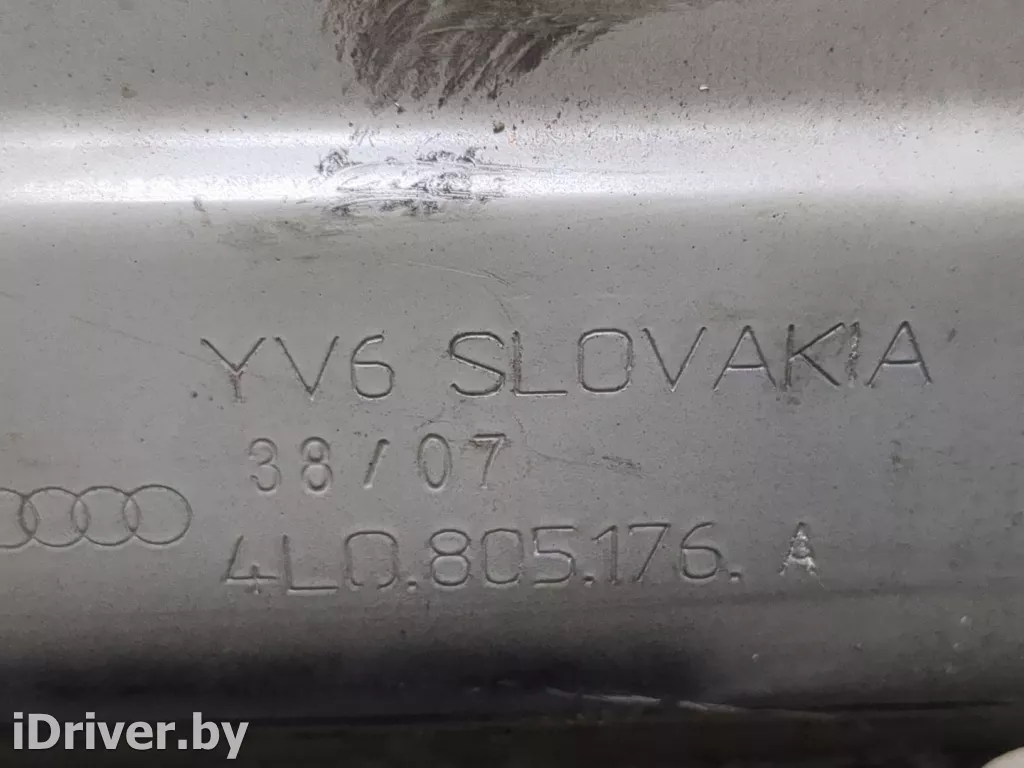 YV6 SLOVAKIA
38/07
4L0.805.176. A
iDriver.by